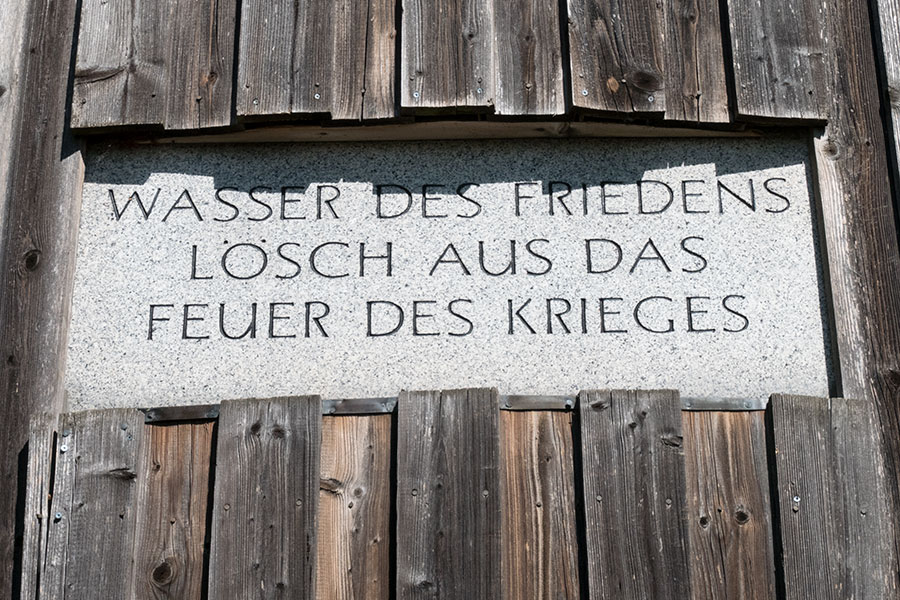 WASSER DES FRIEDENS
LÖSCH AUS DAS
FEUER DES KRIEGES